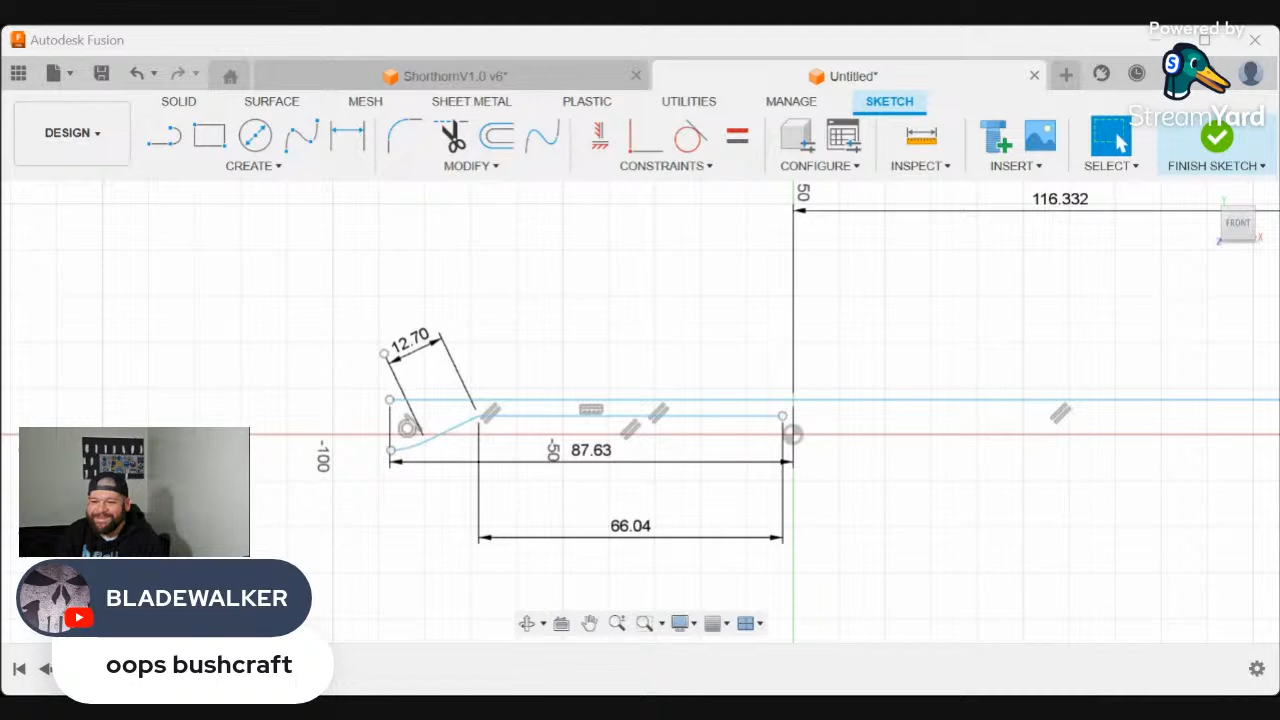 Powered by
StreamYard
Autodesk Fusion
ShorthornV1.0 v6*
Untitled*
SOLID SURFACE MESH SHEET METAL PLASTIC UTILITIES MANAGE SKETCH
DESIGN
CREATE MODIFY CONSTRAINTS CONFIGURE INSPECT INSERT SELECT FINISH SKETCH
50
116.332
FRONT
Y
X
Z
12.70
-100
-50
87.63
66.04
BLADEWALKER
oops bushcraft